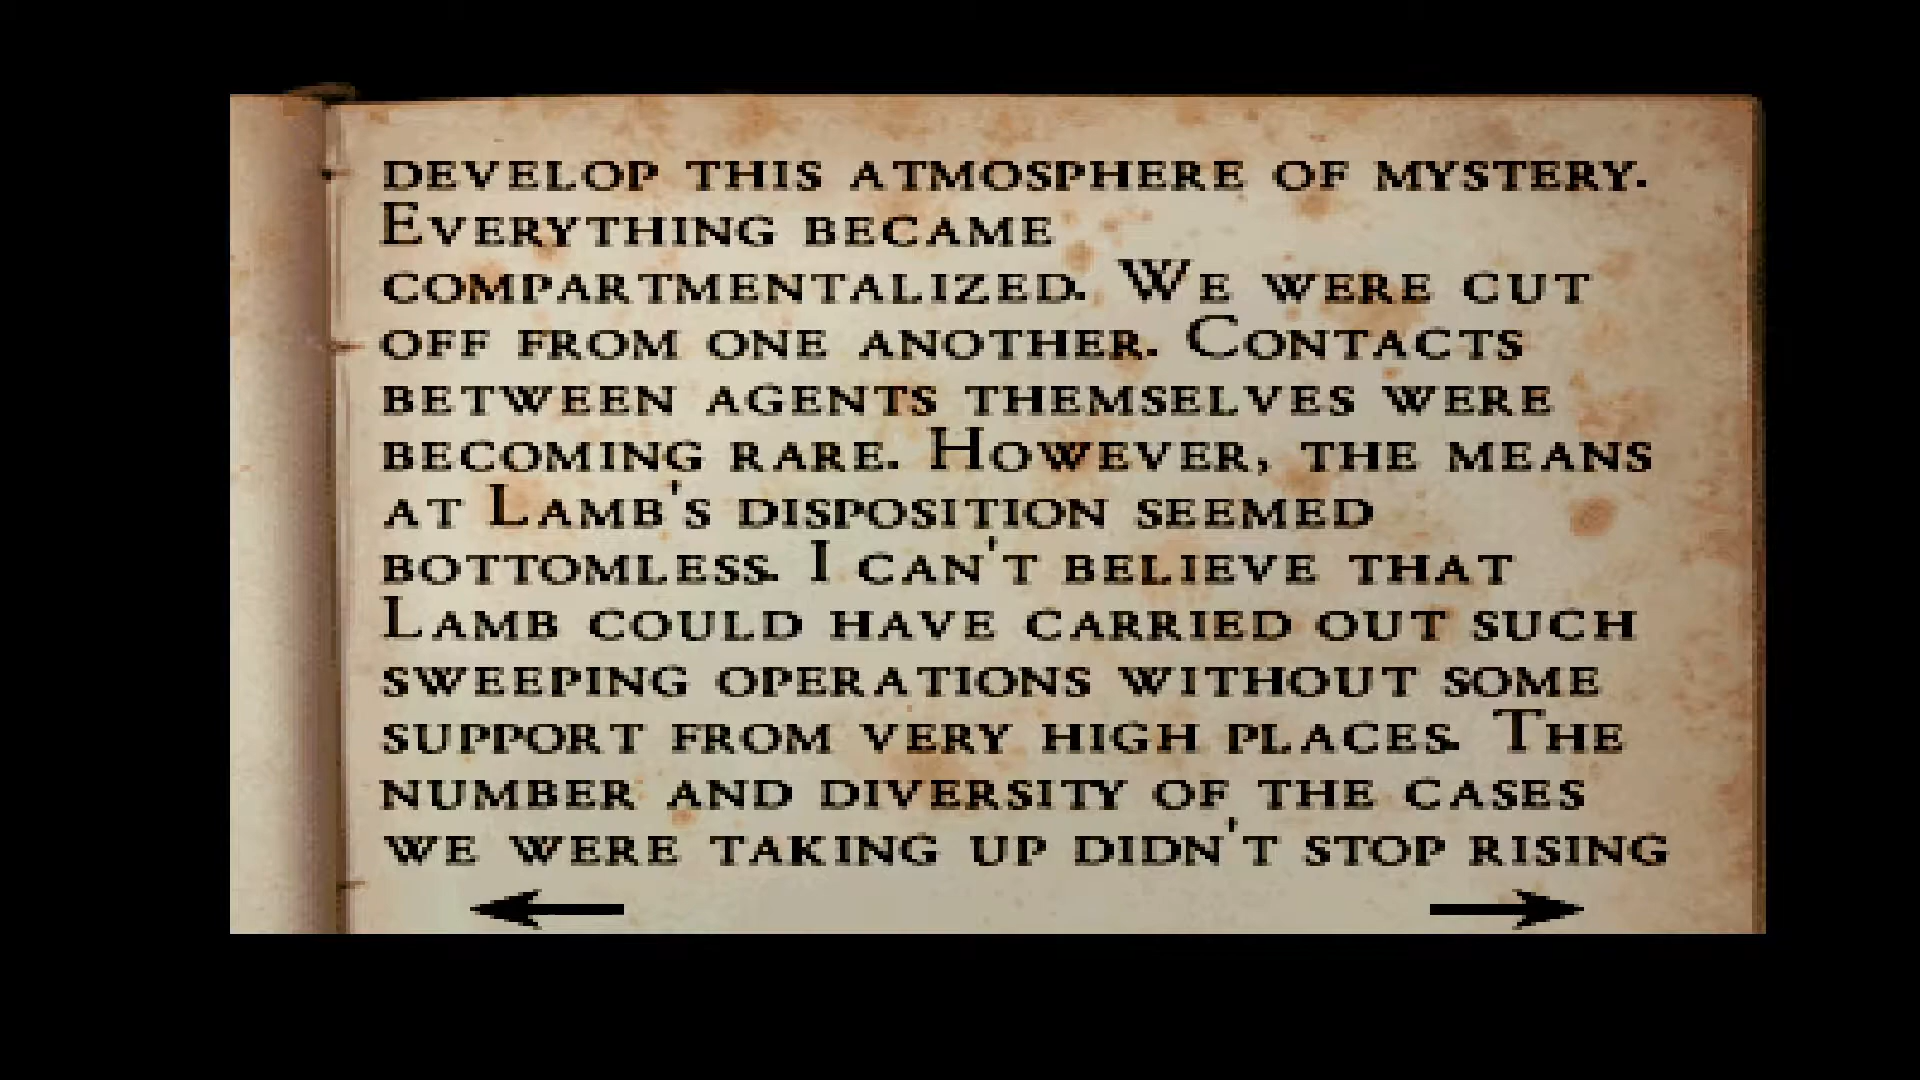 DEVELOP THIS ATMOSPHERE OF MYSTERY.
EVERYTHING BECAME
COMPARTMENTALIZED. WE WERE CUT
OFF FROM ONE ANOTHER. CONTACTS
BETWEEN AGENTS THEMSELVES WERE
BECOMING RARE. HOWEVER, THE MEANS
AT LAMB'S DISPOSITION SEEMED
BOTTOMLESS. I CAN'T BELIEVE THAT
LAMB COULD HAVE CARRIED OUT SUCH
SWEEPING OPERATIONS WITHOUT SOME
SUPPORT FROM VERY HIGH PLACES. THE
NUMBER AND DIVERSITY OF THE CASES
WE WERE TAKING UP DIDN'T STOP RISING